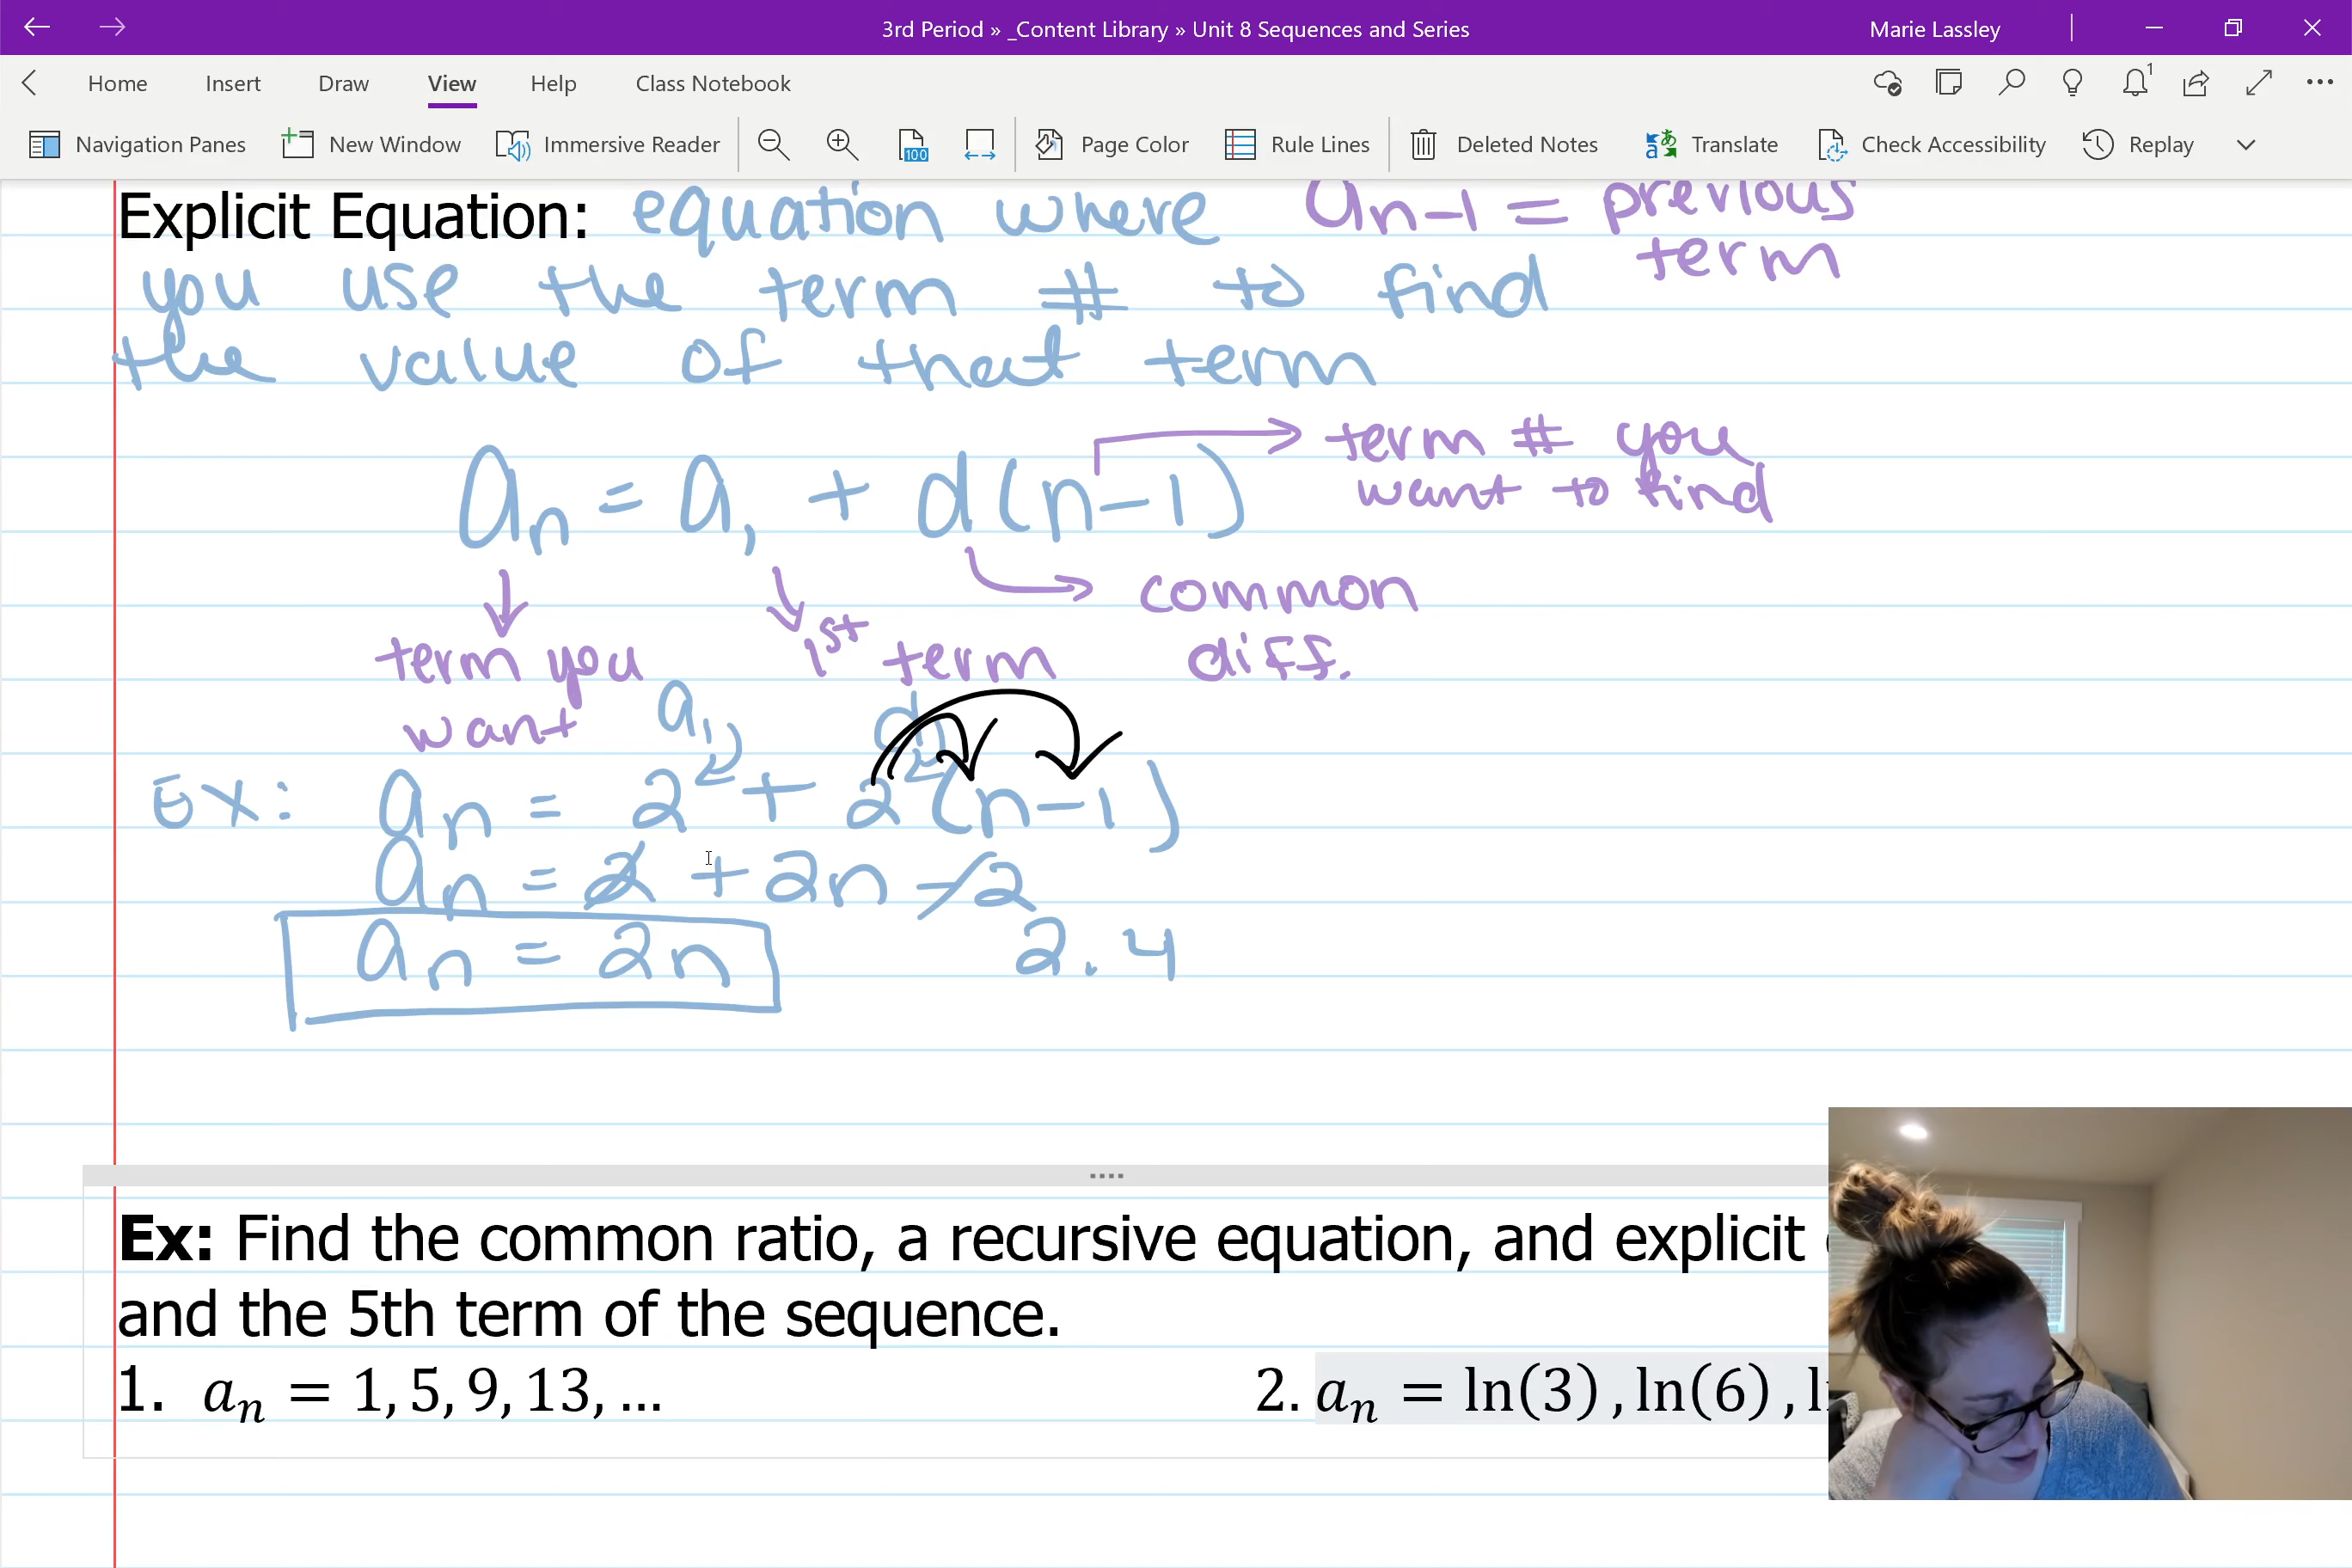 3rd Period » _Content Library » Unit 8 Sequences and Series
Marie Lassley
Home Insert Draw View Help Class Notebook
1
Navigation Panes New Window Immersive Reader 100 Page Color Rule Lines Deleted Notes Translate Check Accessibility Replay
Explicit Equation: equation where
you use the term # to find
the value of that term
aₙ₋₁ = previous
term
aₙ = a₁ + d(n-1)
term # you
want to find
common
diff.
1st term
term you
want
a₁ d
Ex: aₙ = 2 + 2(n-1)
aₙ = 2 + 2n - 2
aₙ = 2n
2.4
Ex: Find the common ratio, a recursive equation, and explicit
and the 5th term of the sequence.
1. aₙ = 1, 5, 9, 13, …
2. aₙ = ln(3), ln(6),